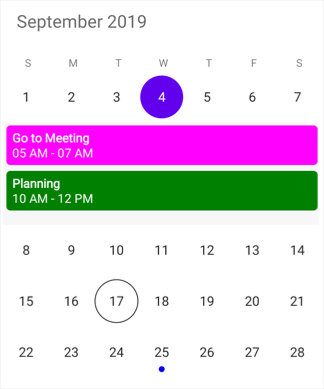 September 2019
S M T W T F S
1 2 3 4 5 6 7
Go to Meeting
05 AM - 07 AM
Planning
10 AM - 12 PM
8 9 10 11 12 13 14
15 16 17 18 19 20 21
22 23 24 25 26 27 28